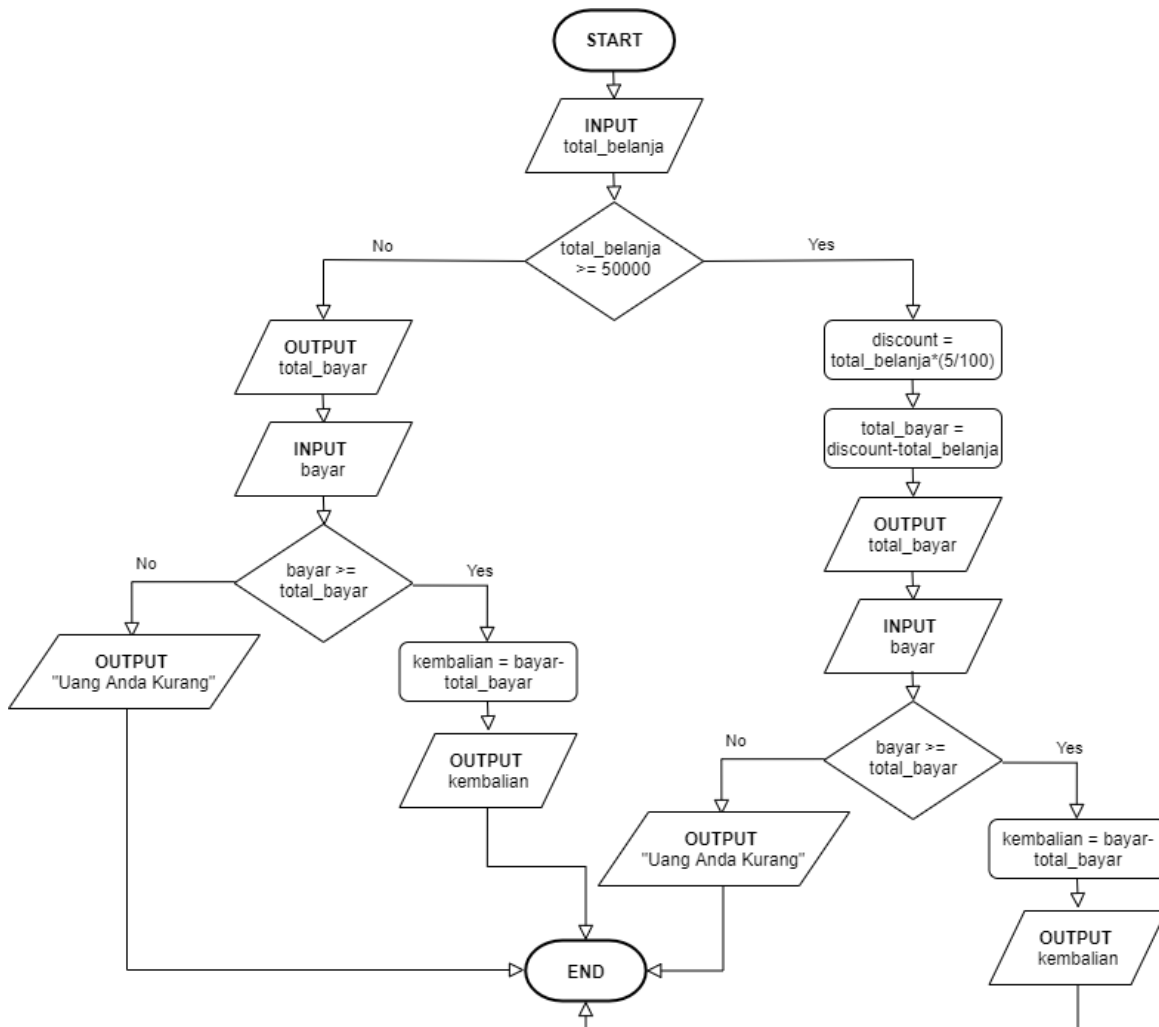 START
INPUT
total_belanja
total_belanja
>= 50000
No
Yes
OUTPUT
total_bayar
INPUT
bayar
bayar >=
total_bayar
No
Yes
OUTPUT
"Uang Anda Kurang"
kembalian = bayar-
total_bayar
OUTPUT
kembalian
discount =
total_belanja*(5/100)
total_bayar =
discount-total_belanja
OUTPUT
total_bayar
INPUT
bayar
bayar >=
total_bayar
No
Yes
OUTPUT
"Uang Anda Kurang"
kembalian = bayar-
total_bayar
OUTPUT
kembalian
END